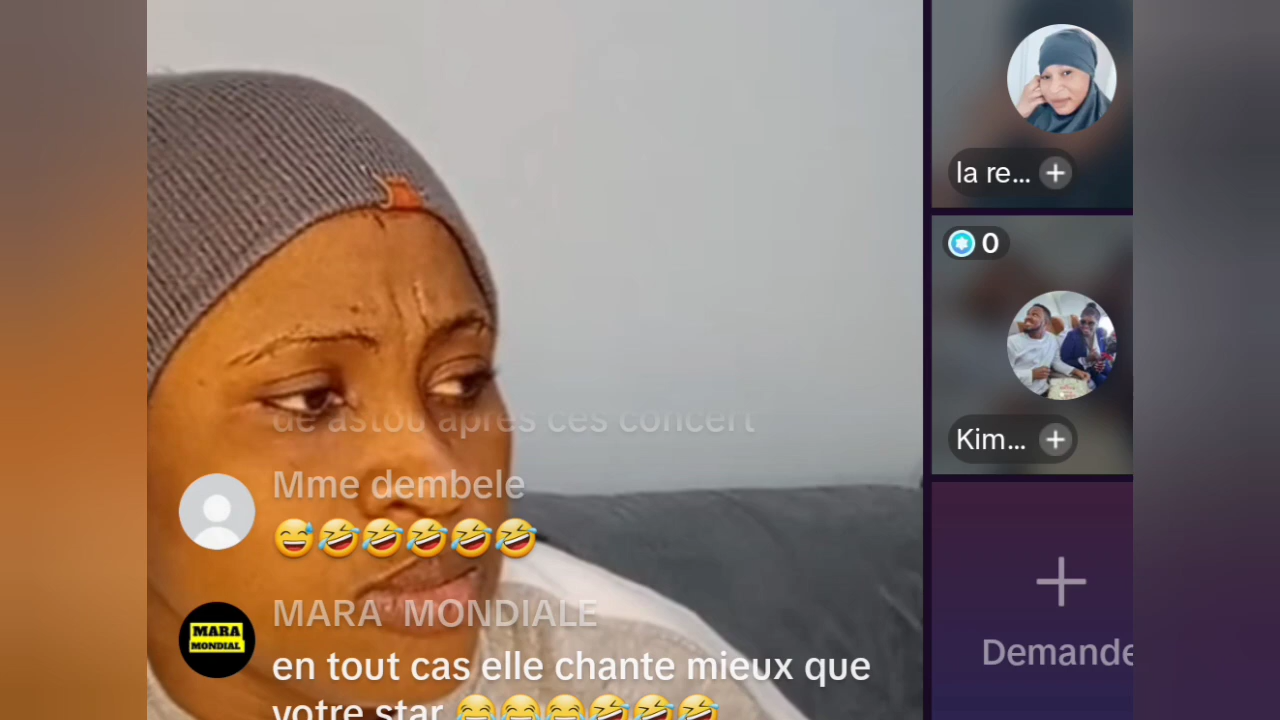 de astou après ces concert
Mme dembele
😅🤣🤣🤣🤣🤣
MARA MONDIALE
en tout cas elle chante mieux que
votre star 😂😂😂🤣🤣🤣
MARA
MONDIAL
la re...
0
Kim...
Demande